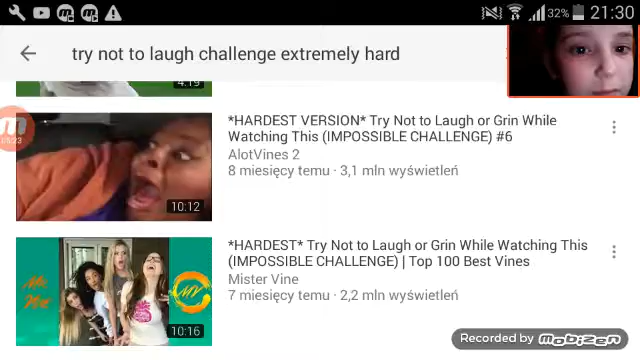 32% 21:30
try not to laugh challenge extremely hard
4:19
*HARDEST VERSION* Try Not to Laugh or Grin While
Watching This (IMPOSSIBLE CHALLENGE) #6
AlotVines 2
8 miesięcy temu · 3,1 mln wyświetleń
10:12
*HARDEST* Try Not to Laugh or Grin While Watching This
(IMPOSSIBLE CHALLENGE) | Top 100 Best Vines
Mister Vine
7 miesięcy temu · 2,2 mln wyświetleń
MV
10:16
Recorded by Mobizen